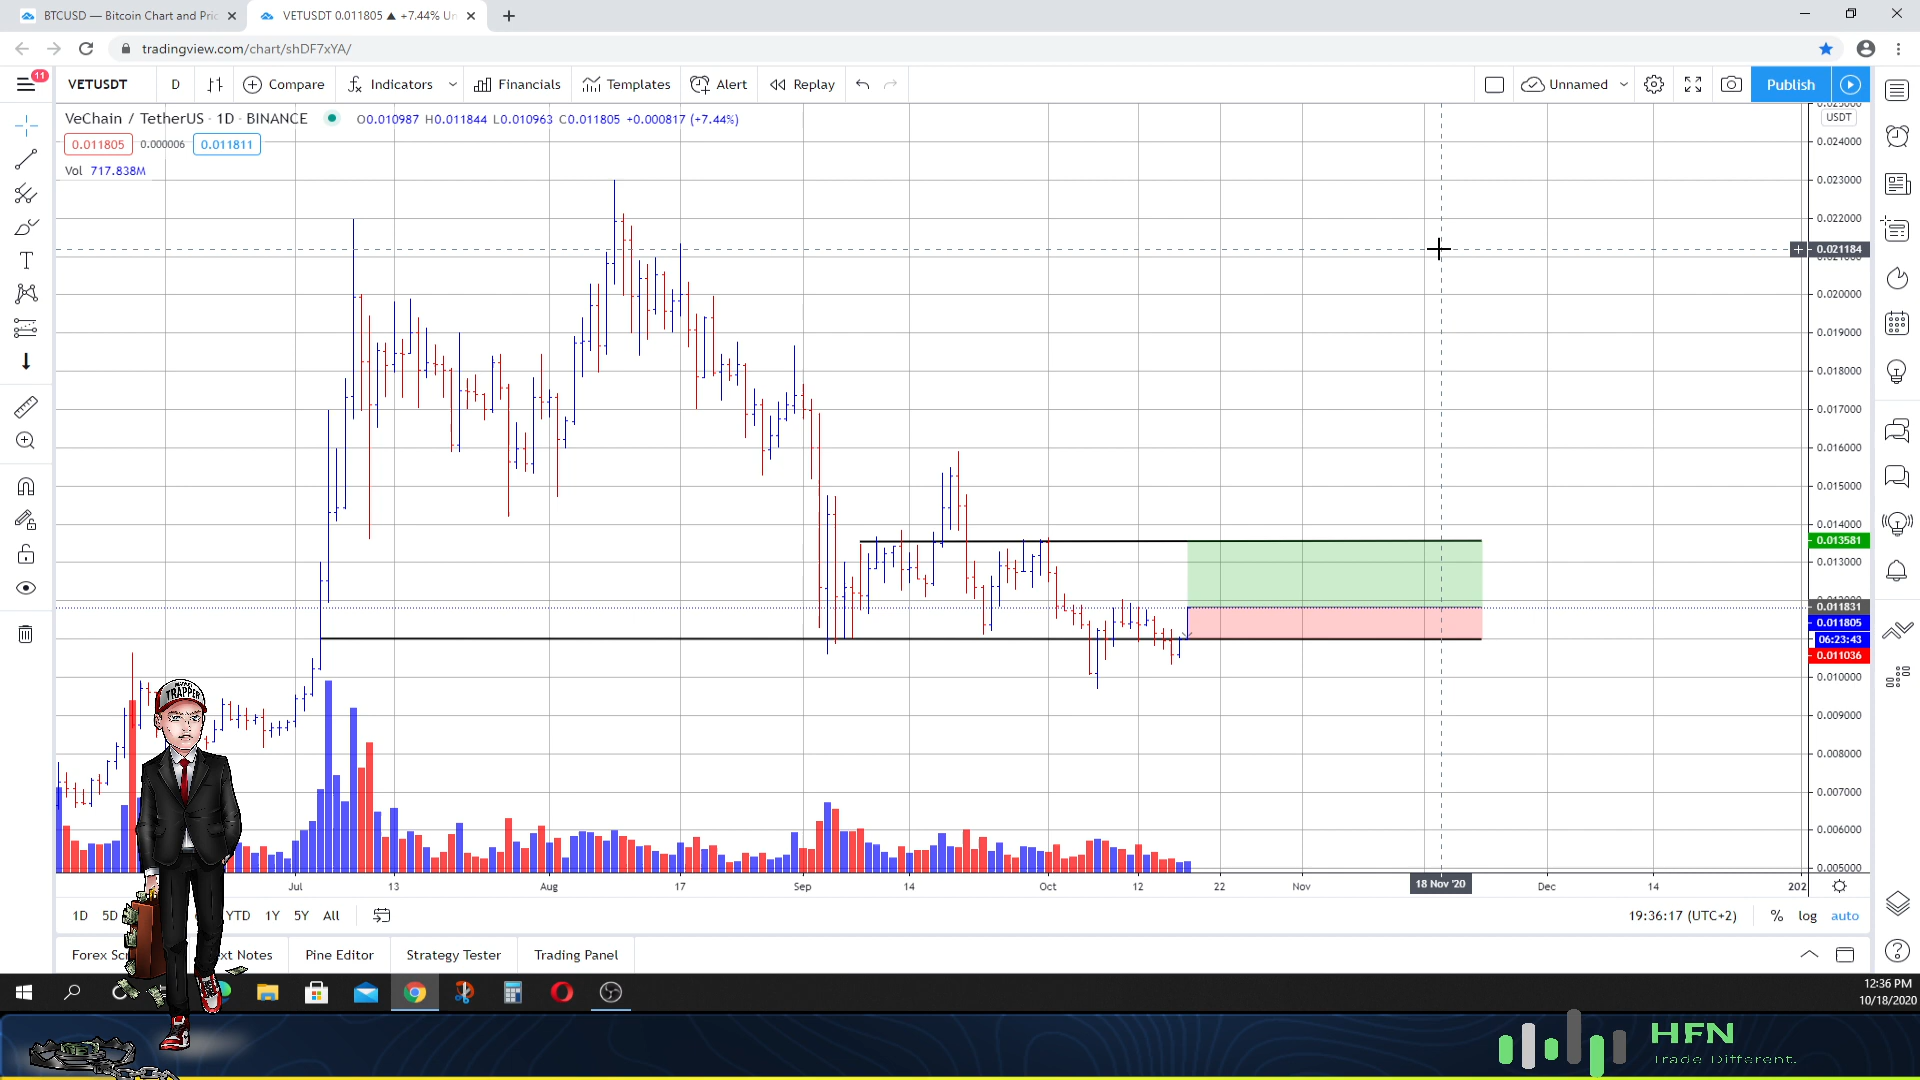 BTCUSD — Bitcoin Chart and Pric
VETUSDT 0.011805 ▲ +7.44% Un
tradingview.com/chart/shDF7xYA/
11
VETUSDT D Compare Indicators Financials Templates Alert Replay Unnamed Publish
VeChain / TetherUS · 1D · BINANCE O0.010987 H0.011844 L0.010963 C0.011805 +0.000817 (+7.44%)
0.011805 0.000006 0.011811
Vol 717.838M
USDT
0.024000
0.023000
0.022000
0.021184
0.020000
0.019000
0.018000
0.017000
0.016000
0.015000
0.014000
0.013581
0.013000
0.011831
0.011805
06:23:43
0.011036
0.010000
0.009000
0.008000
0.007000
0.006000
0.005000
TRAPPER
Jul 13 Aug 17 Sep 14 Oct 12 22 Nov 18 Nov '20 Dec 14 202
1D 5D YTD 1Y 5Y All
19:36:17 (UTC+2) % log auto
Forex Scr ext Notes Pine Editor Strategy Tester Trading Panel
12:36 PM
10/18/2020
HFN
Trade Different.